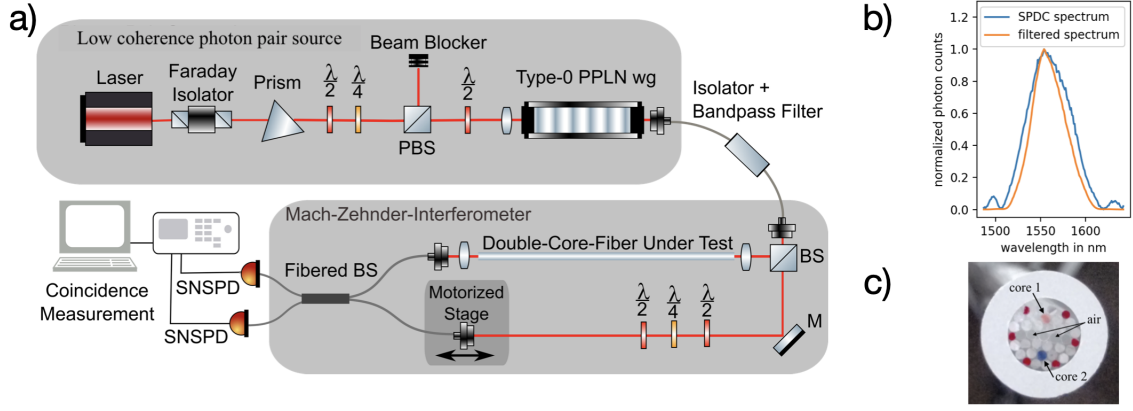 a)
Low coherence photon pair source
Laser
Faraday
Isolator
Prism
λ
2
λ
4
Beam Blocker
PBS
λ
2
Type-0 PPLN wg
Isolator +
Bandpass Filter
Mach-Zehnder-Interferometer
Double-Core-Fiber Under Test
BS
Fibered BS
SNSPD
SNSPD
Coincidence
Measurement
Motorized
Stage
λ
2
λ
4
λ
2
M
b)
SPDC spectrum
filtered spectrum
normalized photon counts
1.2
1.0
0.8
0.6
0.4
0.2
0.0
1500
1550
1600
wavelength in nm
c)
core 1
air
core 2